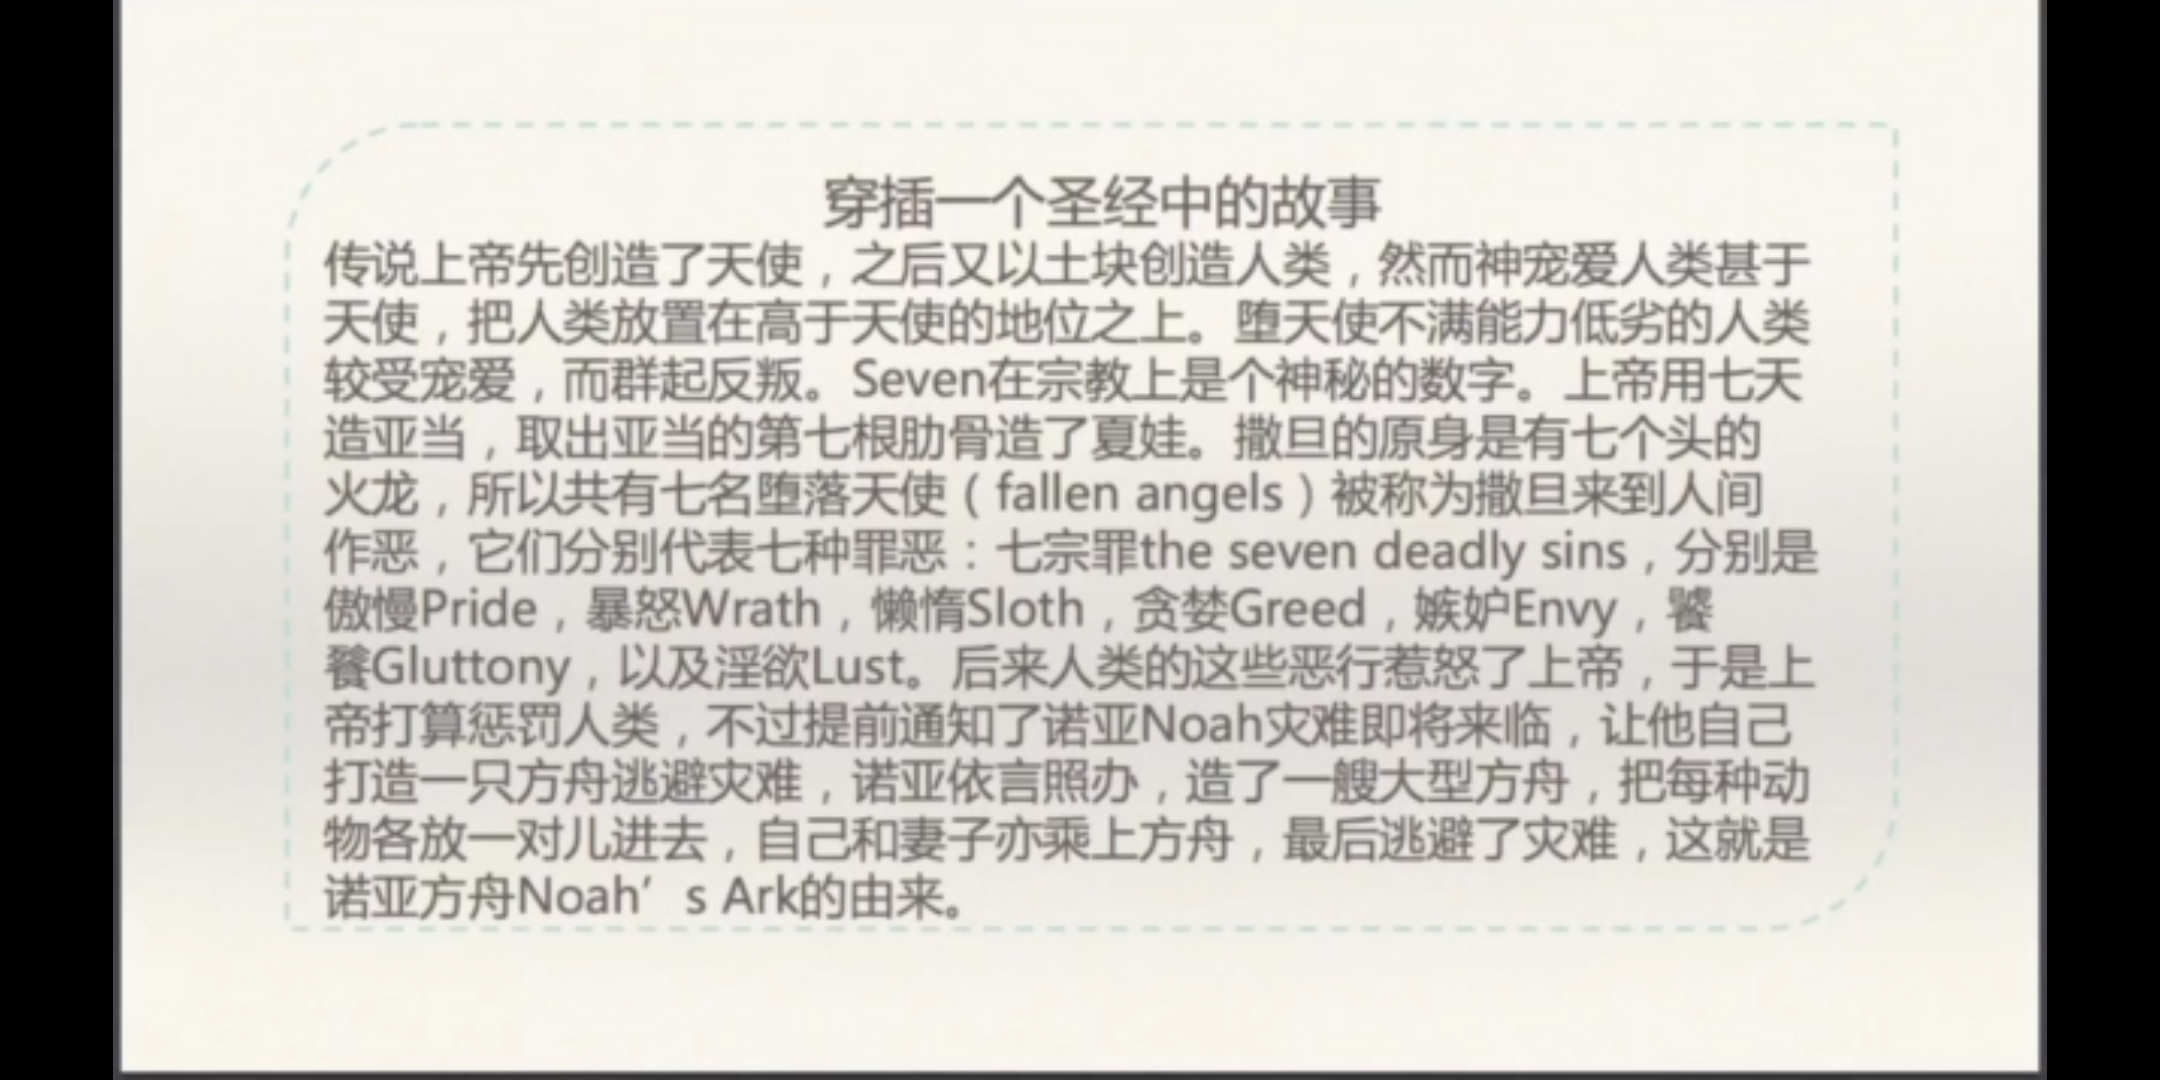 穿插一个圣经中的故事
传说上帝先创造了天使，之后又以土块创造人类，然而神宠爱人类甚于
天使，把人类放置在高于天使的地位之上。堕天使不满能力低劣的人类
较受宠爱，而群起反叛。Seven在宗教上是个神秘的数字。上帝用七天
造亚当，取出亚当的第七根肋骨造了夏娃。撒旦的原身是有七个头的
火龙，所以共有七名堕落天使（fallen angels）被称为撒旦来到人间
作恶，它们分别代表七种罪恶：七宗罪the seven deadly sins，分别是
傲慢Pride，暴怒Wrath，懒惰Sloth，贪婪Greed，嫉妒Envy，饕
餮Gluttony，以及淫欲Lust。后来人类的这些恶行惹怒了上帝，于是上
帝打算惩罚人类，不过提前通知了诺亚Noah灾难即将来临，让他自己
打造一只方舟逃避灾难，诺亚依言照办，造了一艘大型方舟，把每种动
物各放一对儿进去，自己和妻子亦乘上方舟，最后逃避了灾难，这就是
诺亚方舟Noah’s Ark的由来。